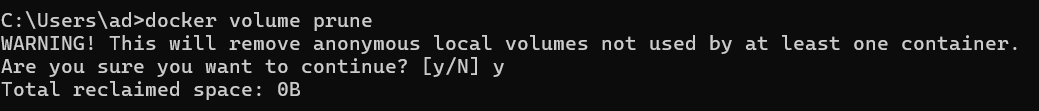 C:\Users\ad>docker volume prune
WARNING! This will remove anonymous local volumes not used by at least one container.
Are you sure you want to continue? [y/N] y
Total reclaimed space: 0B